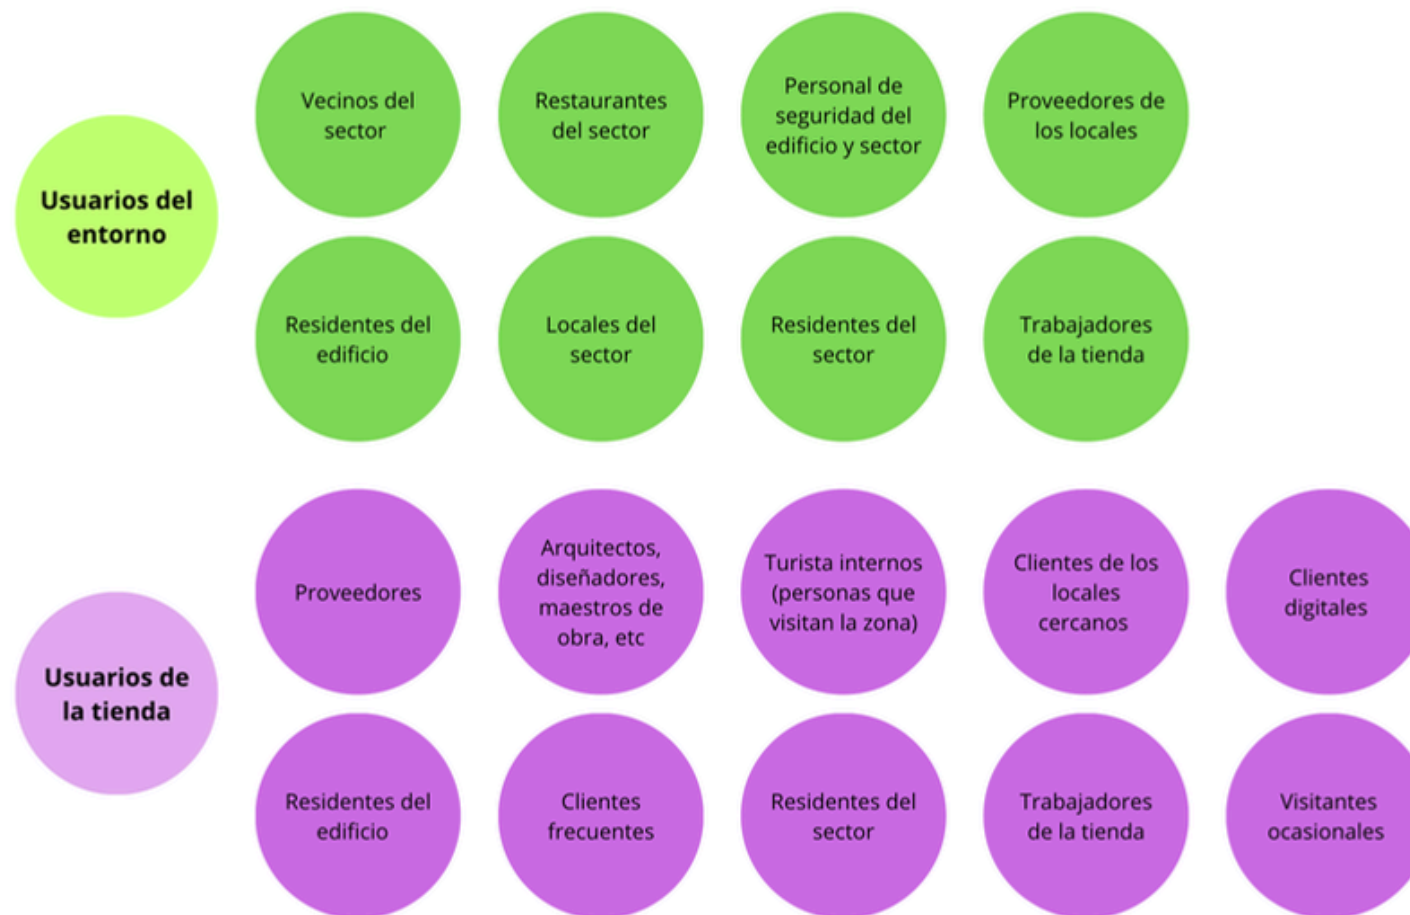 Usuarios del
entorno
Vecinos del
sector
Restaurantes
del sector
Personal de
seguridad del
edificio y sector
Proveedores de
los locales
Residentes del
edificio
Locales del
sector
Residentes del
sector
Trabajadores
de la tienda
Usuarios de
la tienda
Proveedores
Arquitectos,
diseñadores,
maestros de
obra, etc
Turista internos
(personas que
visitan la zona)
Clientes de los
locales
cercanos
Clientes
digitales
Residentes del
edificio
Clientes
frecuentes
Residentes del
sector
Trabajadores
de la tienda
Visitantes
ocasionales